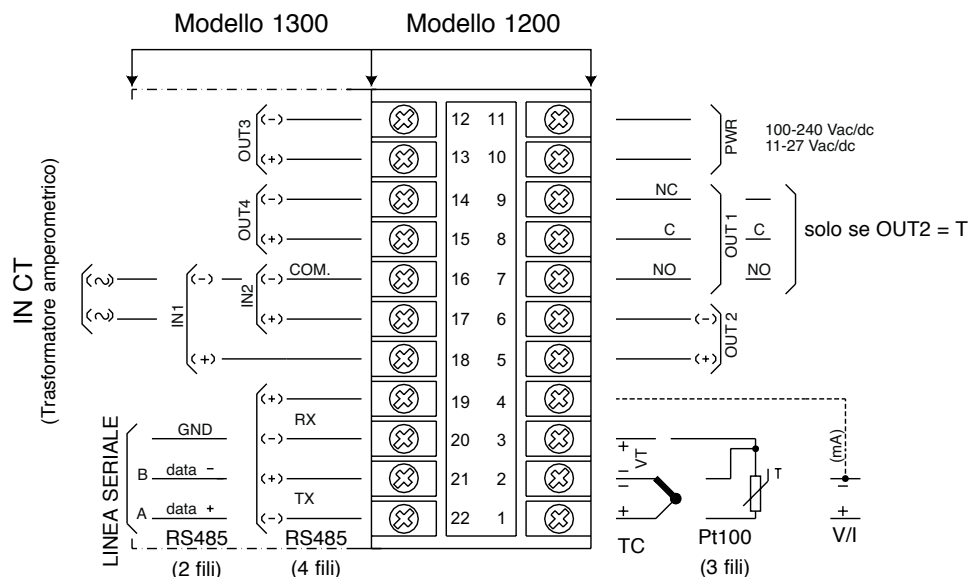 Modello 1300
Modello 1200
IN CT
(Trasformatore amperometrico)
OUT3
(-)
(+)
OUT4
(-)
(+)
IN1
(-)
(+)
IN2
(-)
(+)
COM.
12 11
13 10
14 9
15 8
16 7
17 6
18 5
19 4
20 3
21 2
22 1
PWR
100-240 Vac/dc
11-27 Vac/dc
NC
C
NO
OUT 1
C
NO
solo se OUT2 = T
(-)
(+)
OUT 2
LINEA SERIALE
GND
B data -
A data +
RS485
(2 fili)
(+)
RX
(-)
(+)
TX
(-)
RS485
(4 fili)
+
VT
-
-
+
TC
T
Pt100
(3 fili)
(mA)
-
+
V/I